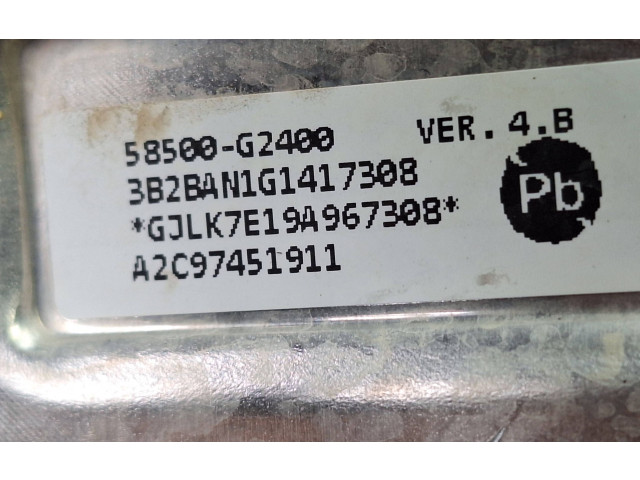 58500-G2400 VER. 4.B
3B2BAN1G1417308
*GJLK7E19A967308*
A2C97451911
Pb